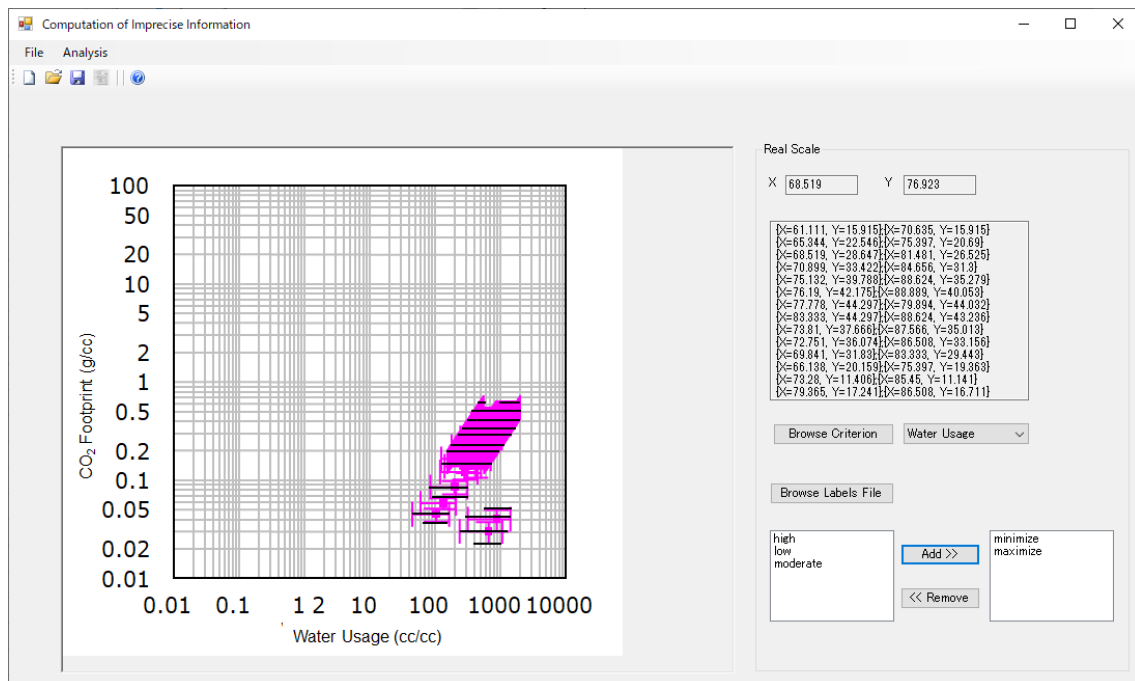 Computation of Imprecise Information
File Analysis
Real Scale
X 68.519 Y 76.923
{X=61.111, Y=15.915};{X=70.635, Y=15.915}
{X=65.344, Y=22.546};{X=75.397, Y=20.69}
{X=68.519, Y=28.647};{X=81.481, Y=26.525}
{X=70.899, Y=33.422};{X=84.656, Y=31.3}
{X=75.132, Y=39.788};{X=88.624, Y=35.279}
{X=76.19, Y=42.175};{X=88.889, Y=40.053}
{X=77.778, Y=44.297};{X=79.894, Y=44.032}
{X=83.333, Y=44.297};{X=88.624, Y=43.236}
{X=73.81, Y=37.666};{X=87.566, Y=35.013}
{X=72.751, Y=36.074};{X=86.508, Y=33.156}
{X=69.841, Y=31.83};{X=83.333, Y=29.443}
{X=66.138, Y=20.159};{X=75.397, Y=19.363}
{X=73.28, Y=11.406};{X=85.45, Y=11.141}
{X=79.365, Y=17.241};{X=86.508, Y=16.711}
Browse Criterion
Water Usage
Browse Labels File
high
low
moderate
Add >>
<< Remove
minimize
maximize
100
50
20
10
5
2
1
0.5
0.2
0.1
0.05
0.02
0.01
CO2 Footprint (g/cc)
0.01 0.1 1 2 10 100 1000 10000
Water Usage (cc/cc)